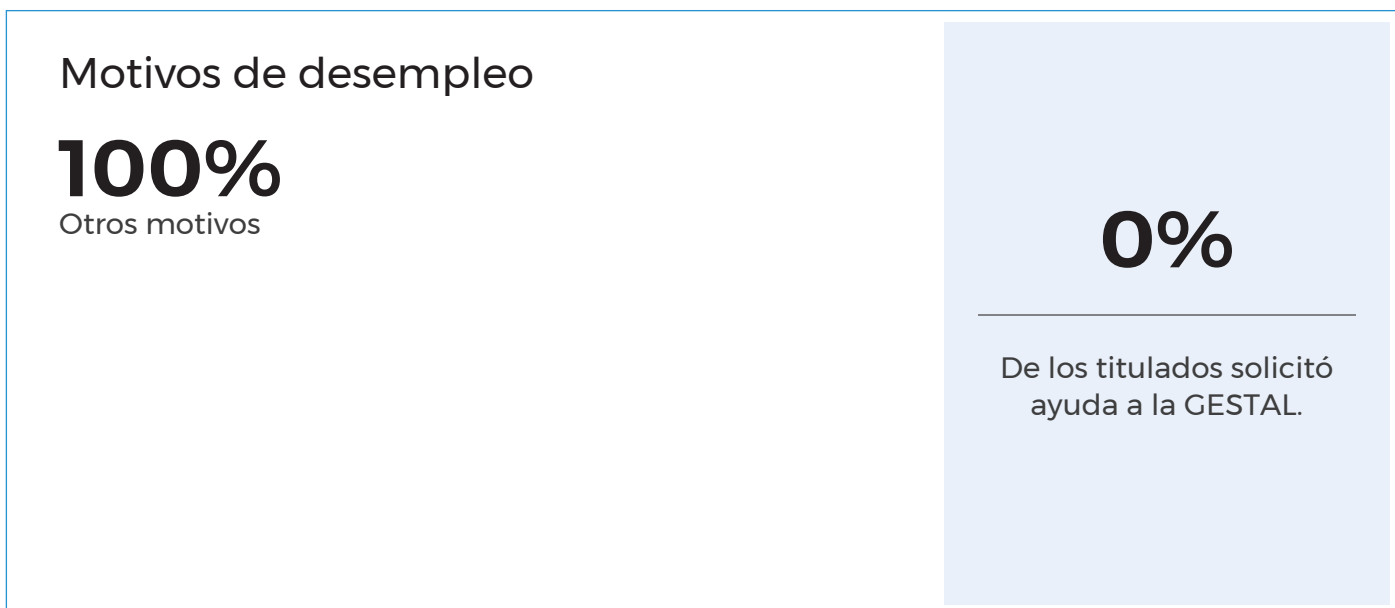 Motivos de desempleo
100%
Otros motivos
0%
De los titulados solicitó
ayuda a la GESTAL.